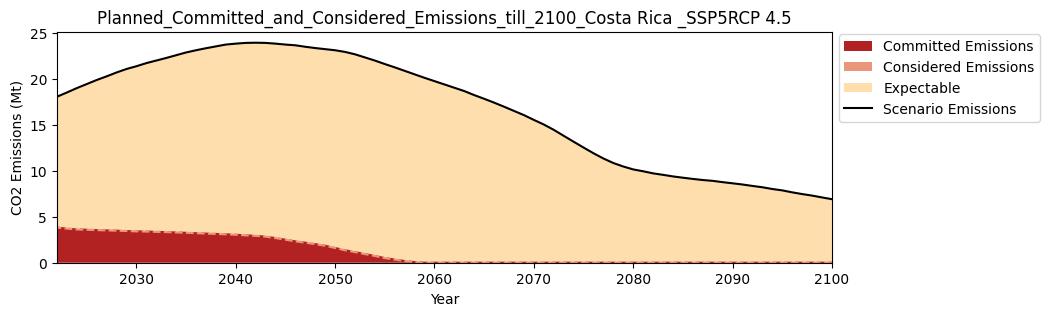 Planned_Committed_and_Considered_Emissions_till_2100_Costa Rica _SSP5RCP 4.5
CO2 Emissions (Mt)
25
20
15
10
5
0
2030 2040 2050 2060 2070 2080 2090 2100
Year
Committed Emissions
Considered Emissions
Expectable
Scenario Emissions